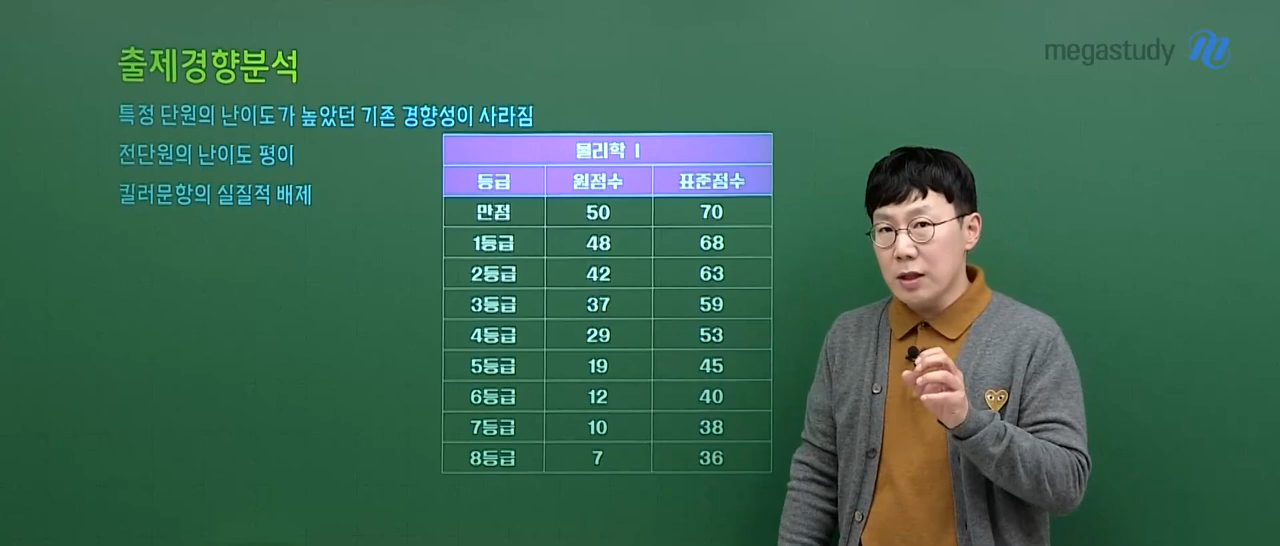 megastudy
출제경향분석
특정 단원의 난이도가 높았던 기존 경향성이 사라짐
전단원의 난이도 평이
킬러문항의 실질적 배제
물리학 I
등급 원점수 표준점수
만점 50 70
1등급 48 68
2등급 42 63
3등급 37 59
4등급 29 53
5등급 19 45
6등급 12 40
7등급 10 38
8등급 7 36